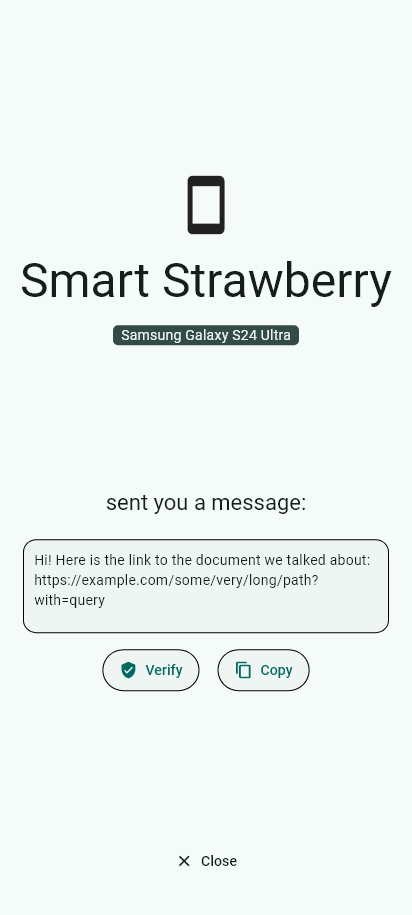 Smart Strawberry
Samsung Galaxy S24 Ultra
sent you a message:
Hi! Here is the link to the document we talked about:
https://example.com/some/very/long/path?
with=query
Verify
Copy
Close